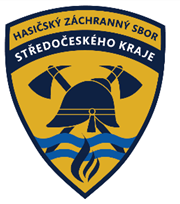 HASIČSKÝ ZÁCHRANNÝ SBOR
STŘEDOČESKÉHO KRAJE